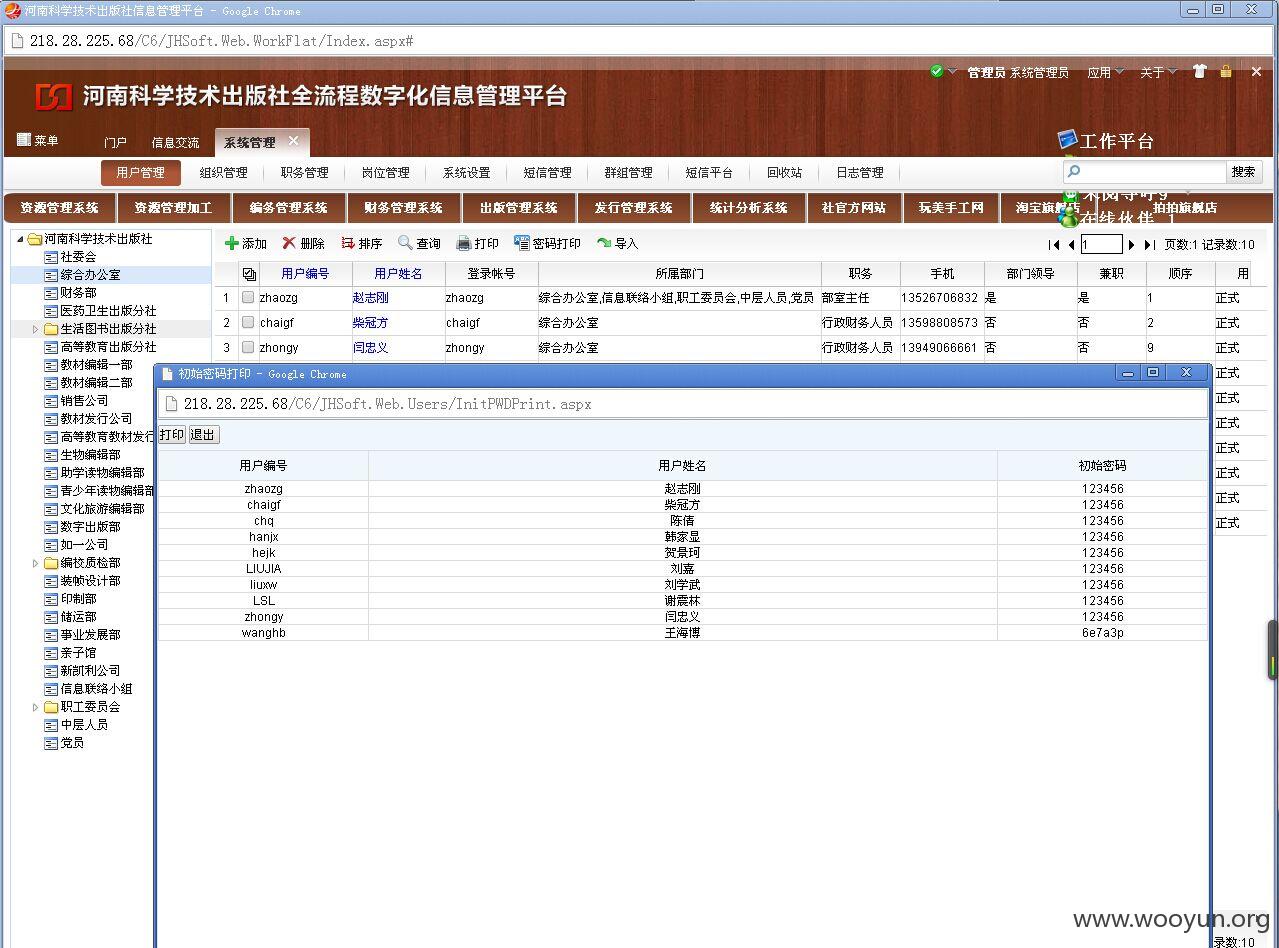 河南科学技术出版社信息管理平台 - Google Chrome
218.28.225.68/C6/JHSoft.Web.WorkFlat/Index.aspx#
管理员 系统管理员 应用 关于
河南科学技术出版社全流程数字化信息管理平台
菜单 门户 信息交流 系统管理 工作平台
用户管理 组织管理 职务管理 岗位管理 系统设置 短信管理 群组管理 短信平台 回收站 日志管理 搜索
资源管理系统 资源管理加工 编务管理系统 财务管理系统 出版管理系统 发行管理系统 统计分析系统 社官方网站 玩美手工网 淘宝旗舰店 拍拍旗舰店
在线伙伴 1
添加 删除 排序 查询 打印 密码打印 导入 1 页数:1 记录数:10
用户编号 用户姓名 登录帐号 所属部门 职务 手机 部门领导 兼职 顺序 用
1 zhaozg 赵志刚 zhaozg 综合办公室,信息联络小组,职工委员会,中层人员,党员 部室主任 13526706832 是 是 1 正式
2 chaigf 柴冠方 chaigf 综合办公室 行政财务人员 13598808573 否 否 2 正式
3 zhongy 闫忠义 zhongy 综合办公室 行政财务人员 13949066661 否 否 9 正式
正式
正式
正式
正式
正式
正式
正式
河南科学技术出版社
社委会
综合办公室
财务部
医药卫生出版分社
生活图书出版分社
高等教育出版分社
教材编辑一部
教材编辑二部
销售公司
教材发行公司
高等教育教材发行
生物编辑部
助学读物编辑部
青少年读物编辑部
文化旅游编辑部
数字出版部
如一公司
编校质检部
装帧设计部
印制部
储运部
事业发展部
亲子馆
新凯利公司
信息联络小组
职工委员会
中层人员
党员
初始密码打印 - Google Chrome
218.28.225.68/C6/JHSoft.Web.Users/InitPWDPrint.aspx
打印 退出
用户编号 用户姓名 初始密码
zhaozg 赵志刚 123456
chaigf 柴冠方 123456
chq 陈倩 123456
hanjx 韩家显 123456
hejk 贺景珂 123456
LIUJIA 刘嘉 123456
liuxw 刘学武 123456
LSL 谢震林 123456
zhongy 闫忠义 123456
wanghb 王海博 6e7a3p
www.wooyun.org
录数:10